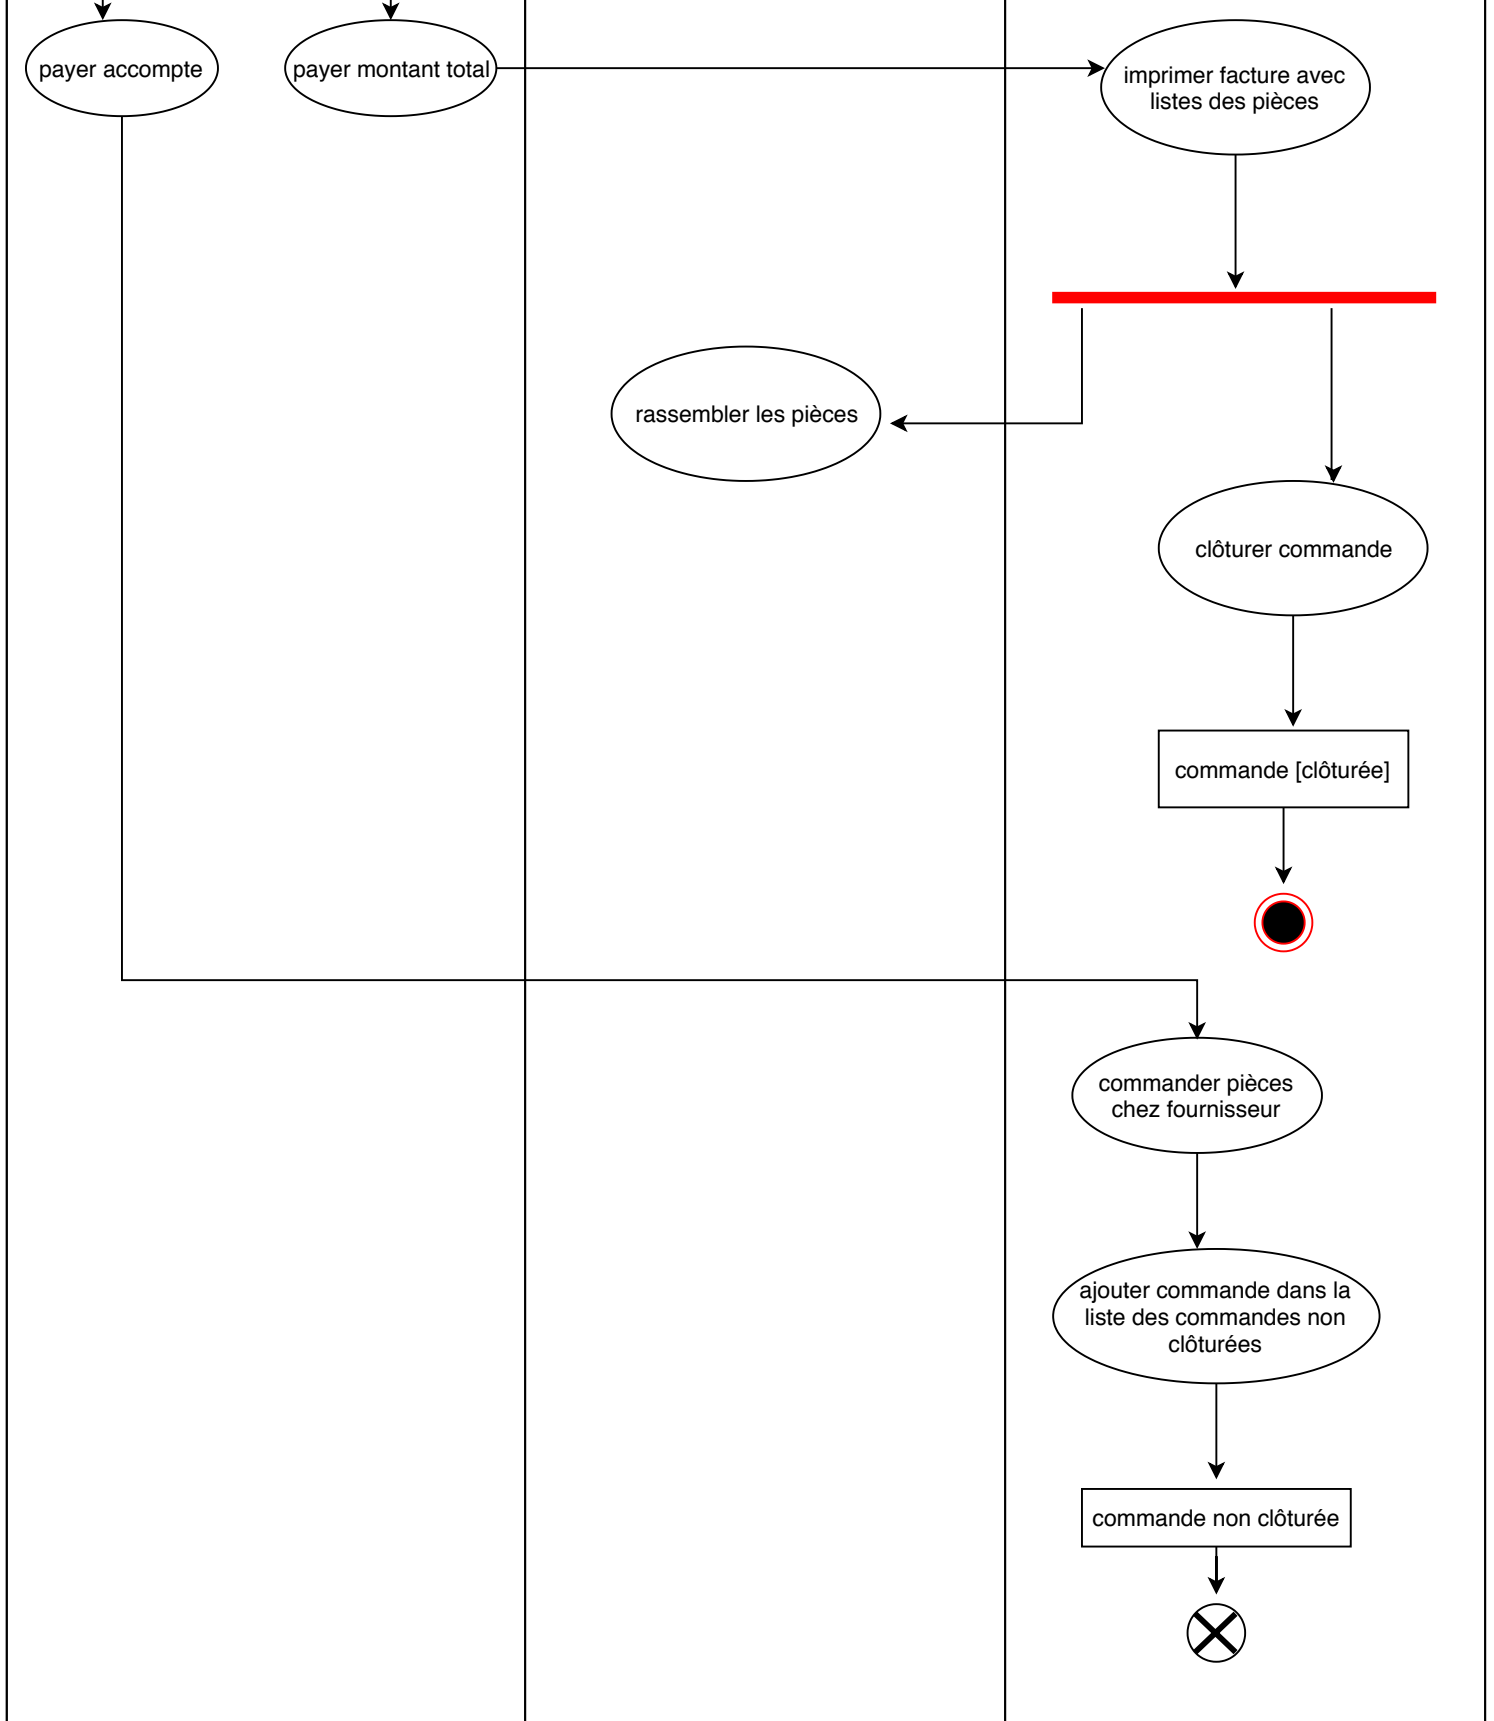 payer accompte
payer montant total
imprimer facture avec
listes des pièces
rassembler les pièces
clôturer commande
commande [clôturée]
commander pièces
chez fournisseur
ajouter commande dans la
liste des commandes non
clôturées
commande non clôturée